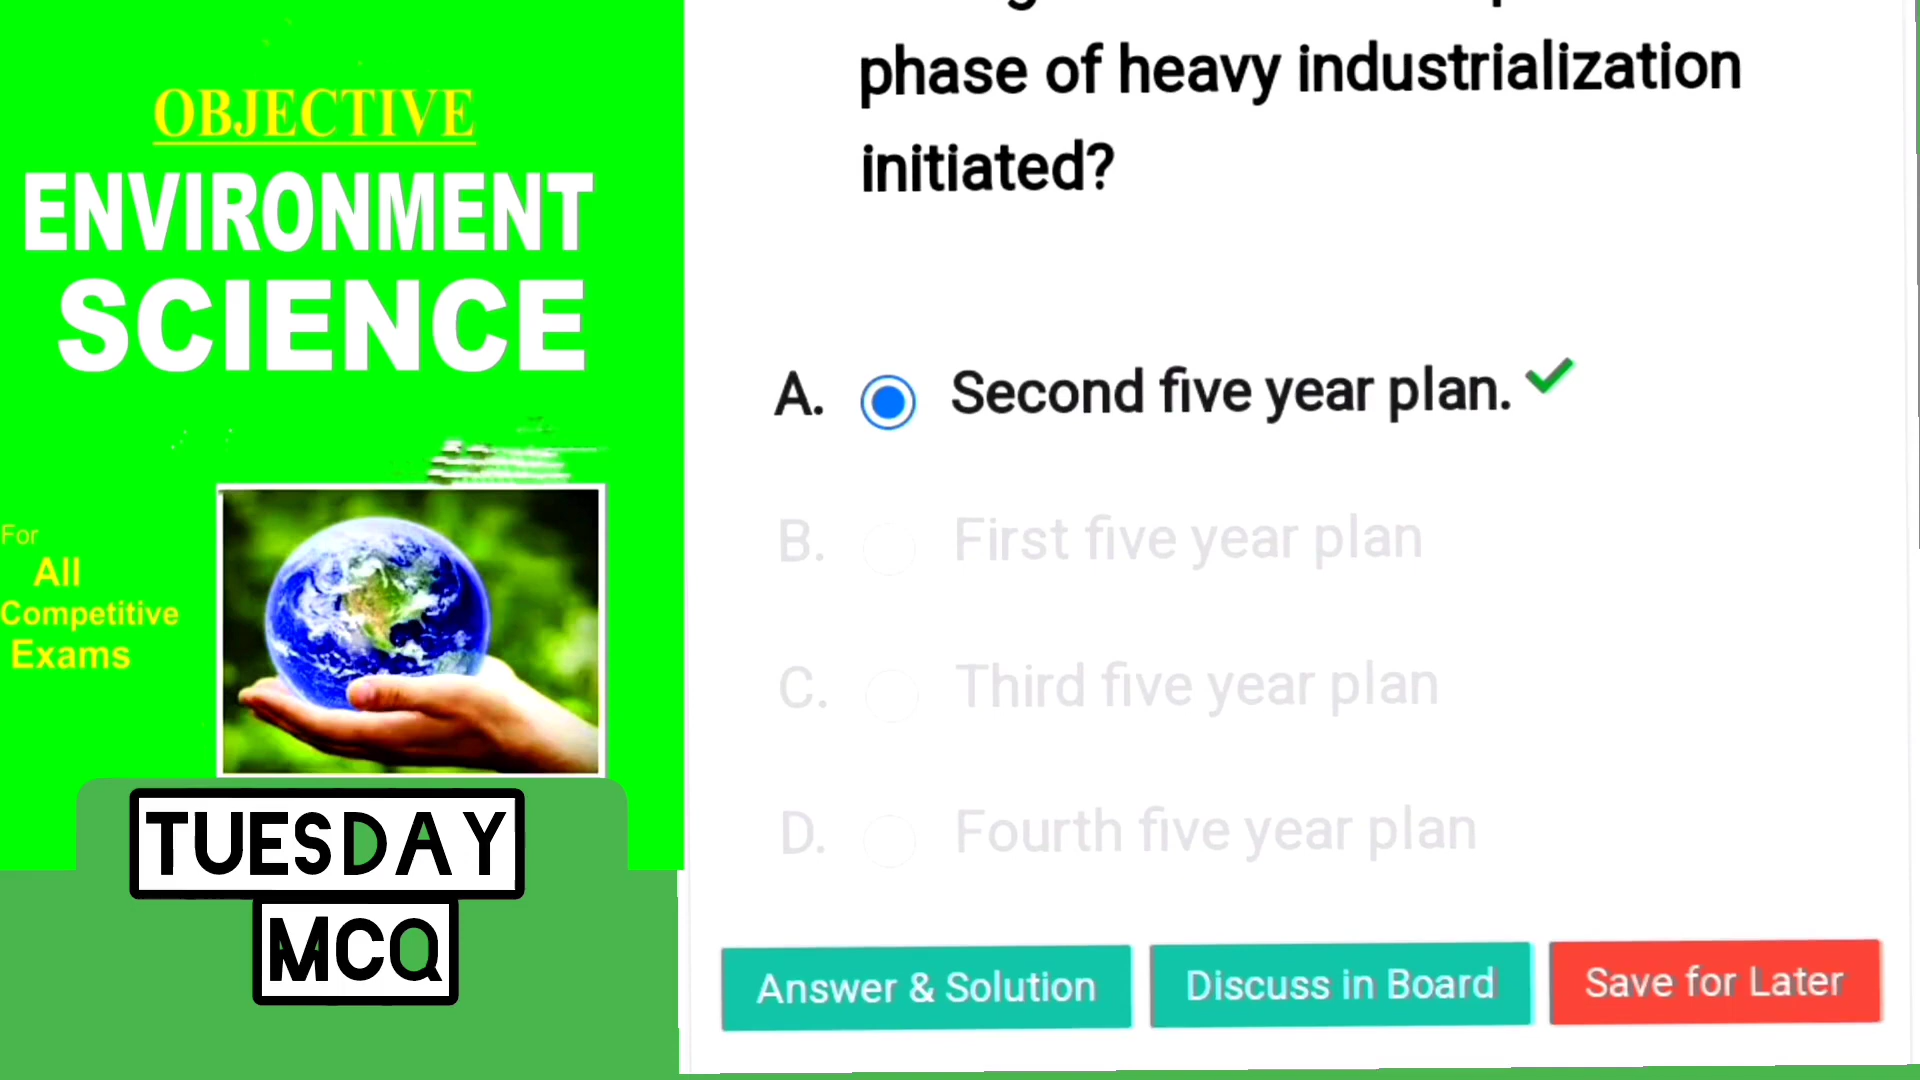 OBJECTIVE
ENVIRONMENT
SCIENCE
For
All
Competitive
Exams
TUESDAY
MCQ
phase of heavy industrialization
initiated?
A. Second five year plan.
B. First five year plan
C. Third five year plan
D. Fourth five year plan
Answer & Solution
Discuss in Board
Save for Later